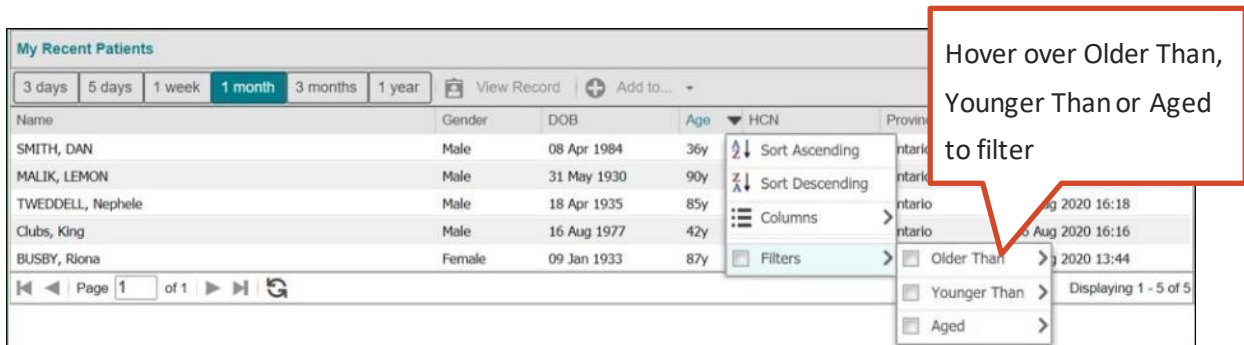 My Recent Patients
Hover over Older Than,
Younger Than or Aged
to filter
3 days 5 days 1 week 1 month 3 months 1 year View Record Add to...
Name Gender DOB Age HCN
SMITH, DAN Male 08 Apr 1984 36y Sort Ascending
MALIK, LEMON Male 31 May 1930 90y Sort Descending
TWEDDELL, Nephele Male 18 Apr 1935 85y Columns 2020 16:18
Clubs, King Male 16 Aug 1977 42y Aug 2020 16:16
BUSBY, Riona Female 09 Jan 1933 87y Filters Older Than 2020 13:44
Page 1 of 1 Younger Than Displaying 1 - 5 of 5
Aged